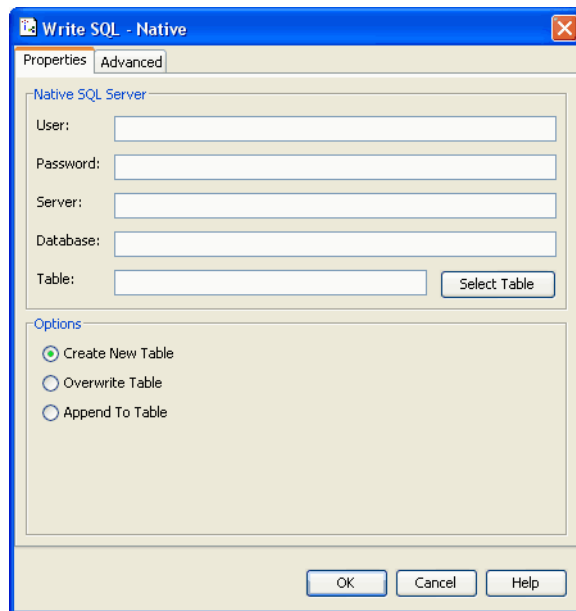 Write SQL - Native
Properties Advanced
Native SQL Server
User:
Password:
Server:
Database:
Table: Select Table
Options
Create New Table
Overwrite Table
Append To Table
OK Cancel Help